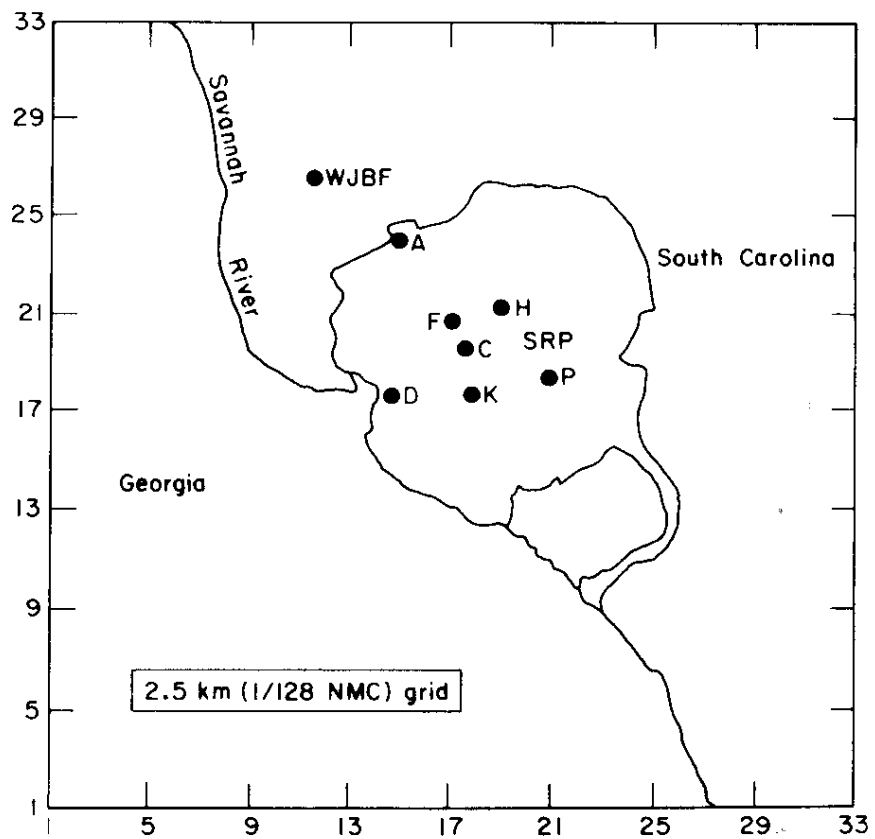 33
29
Savannah
WJBF
25
A
South Carolina
River
21
H
F
SRP
C
P
D
K
17
Georgia
13
9
2.5 km (1/128 NMC) grid
5
1
1
5
9
13
17
21
25
29
33